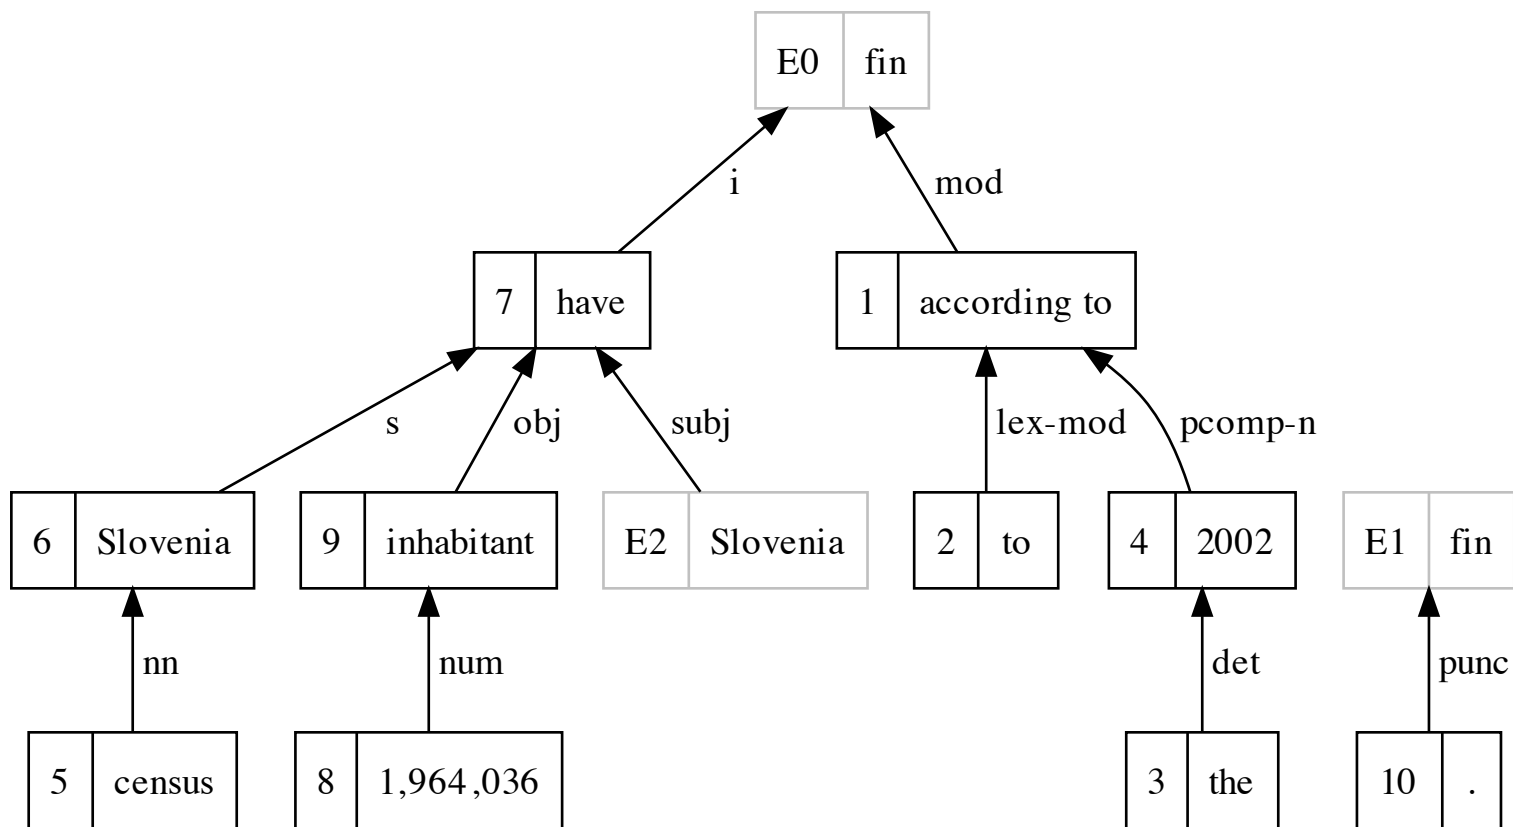 E0 fin
i mod
7 have 1 according to
s obj subj lex-mod pcomp-n
6 Slovenia 9 inhabitant E2 Slovenia 2 to 4 2002 E1 fin
nn num det punc
5 census 8 1,964,036 3 the 10 .